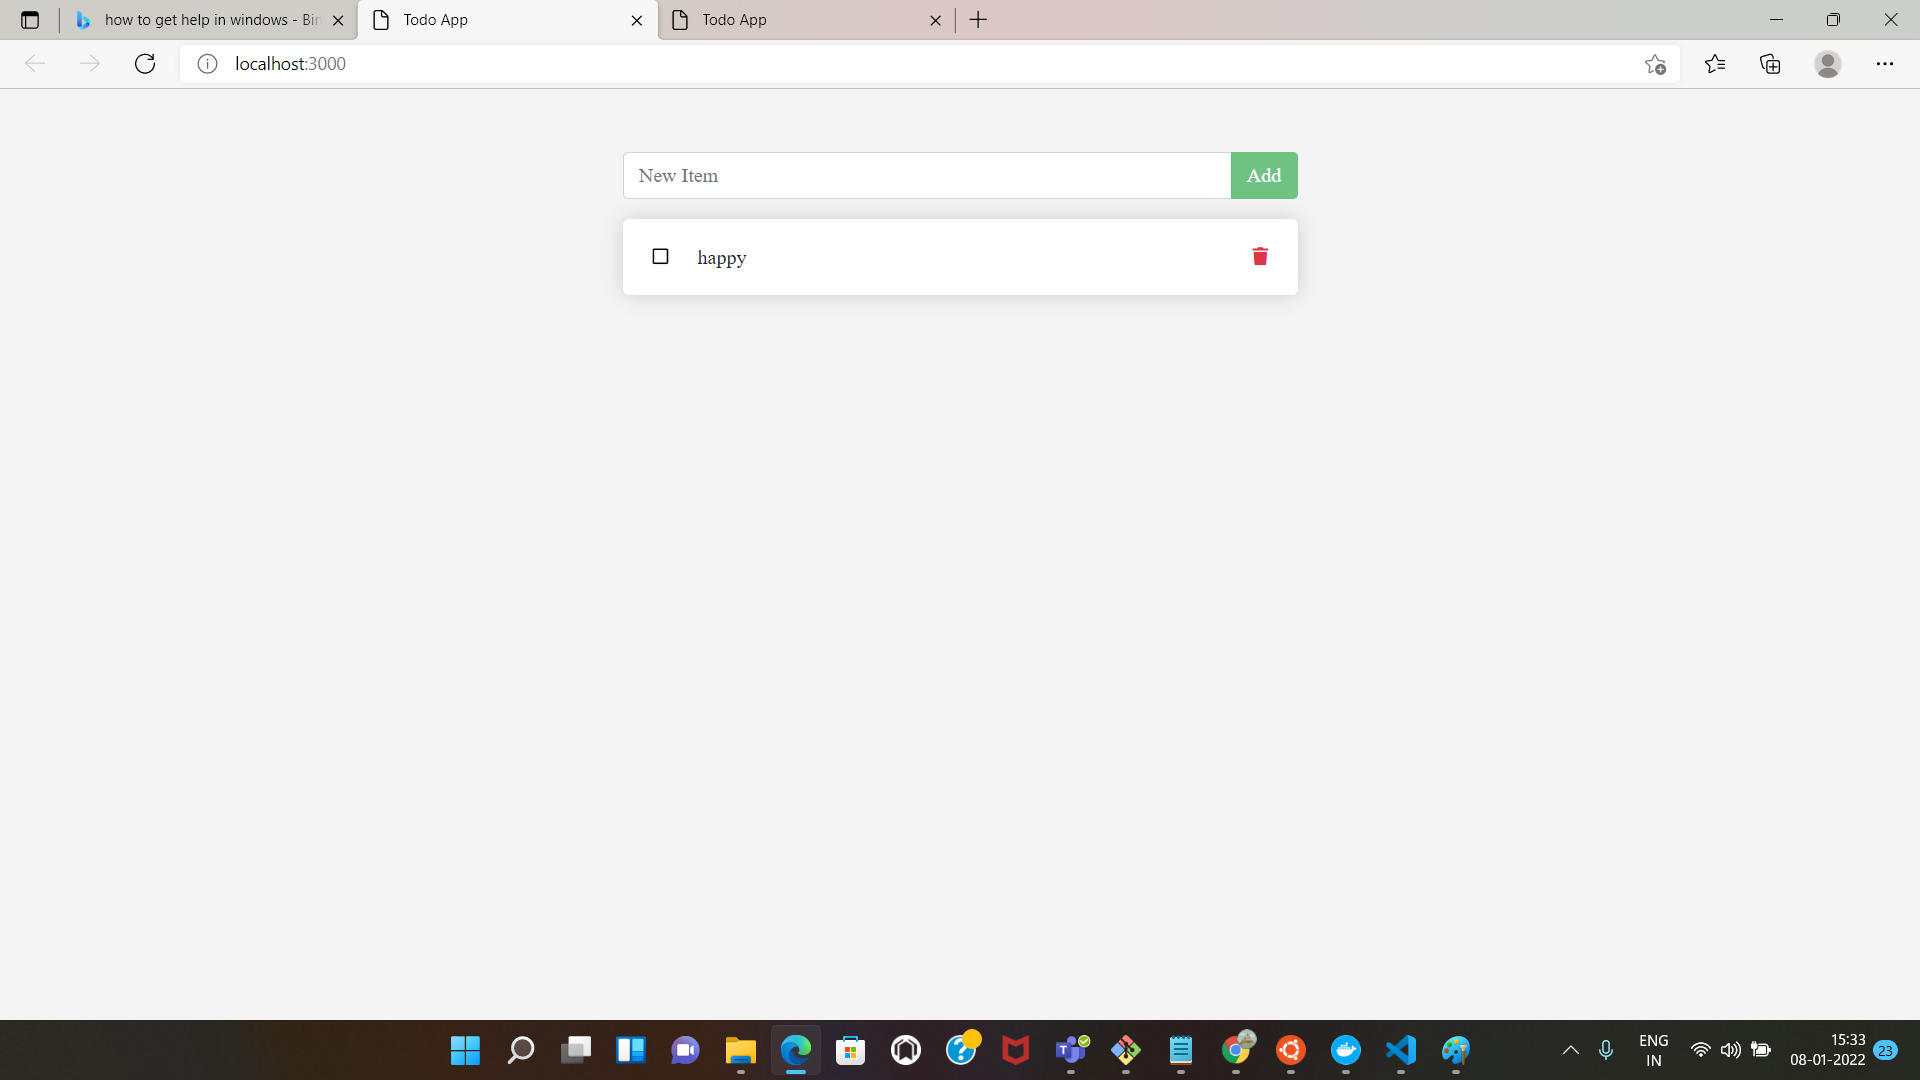 how to get help in windows - Bin
Todo App
Todo App
localhost:3000
New Item
Add
happy
ENG
IN
15:33
08-01-2022
23